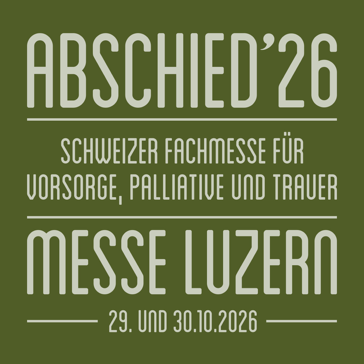 ABSCHIED’26
SCHWEIZER FACHMESSE FÜR
VORSORGE, PALLIATIVE UND TRAUER
MESSE LUZERN
29. UND 30.10.2026